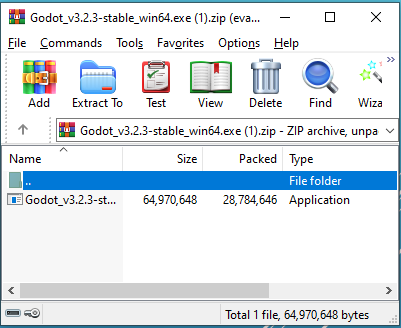 Godot_v3.2.3-stable_win64.exe (1).zip (eva...
File Commands Tools Favorites Options
Add Extract To Test View Delete Find Wiza
Godot_v3.2.3-stable_win64.exe (1).zip - ZIP archive, unpa
Name Size Packed Type
.. File folder
Godot_v3.2.3-st... 64,970,648 28,784,646 Application
Total 1 file, 64,970,648 bytes